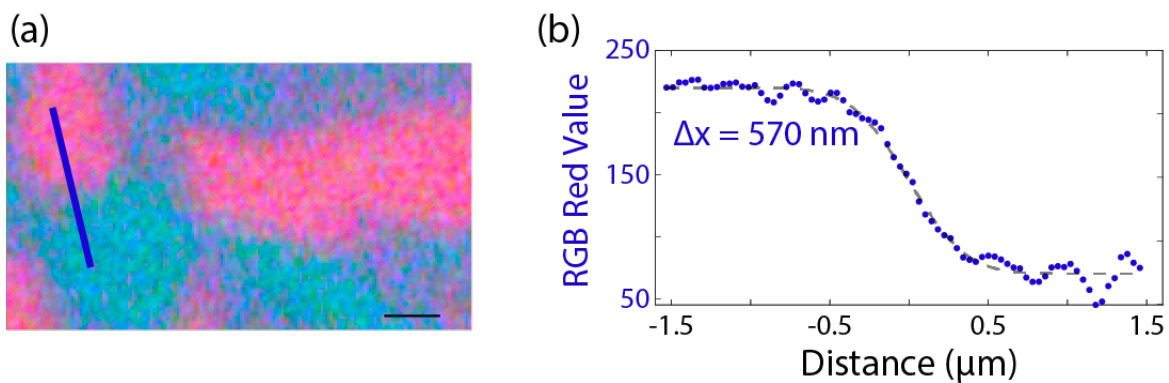 (a)
(b)
250
150
50
RGB Red Value
Δx = 570 nm
-1.5
-0.5
0.5
1.5
Distance (μm)